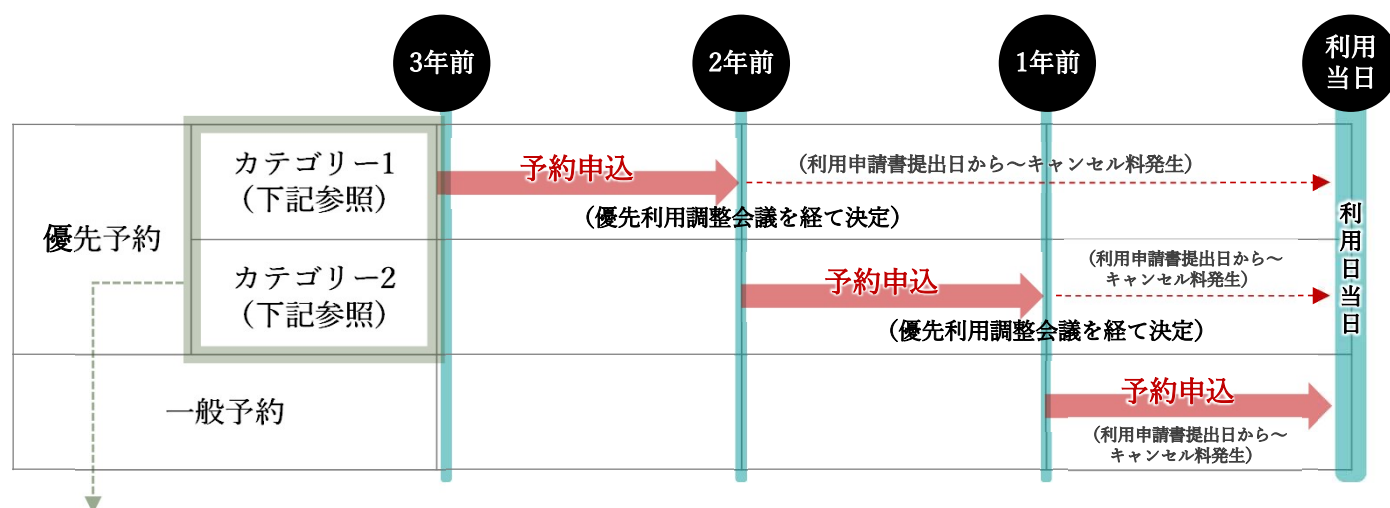 3年前
2年前
1年前
利用
当日
優先予約
カテゴリー1
（下記参照）
予約申込
（利用申請書提出日から～キャンセル料発生）
（優先利用調整会議を経て決定）
カテゴリー2
（下記参照）
予約申込
（利用申請書提出日から～
キャンセル料発生）
（優先利用調整会議を経て決定）
利用日当日
一般予約
予約申込
（利用申請書提出日から～
キャンセル料発生）